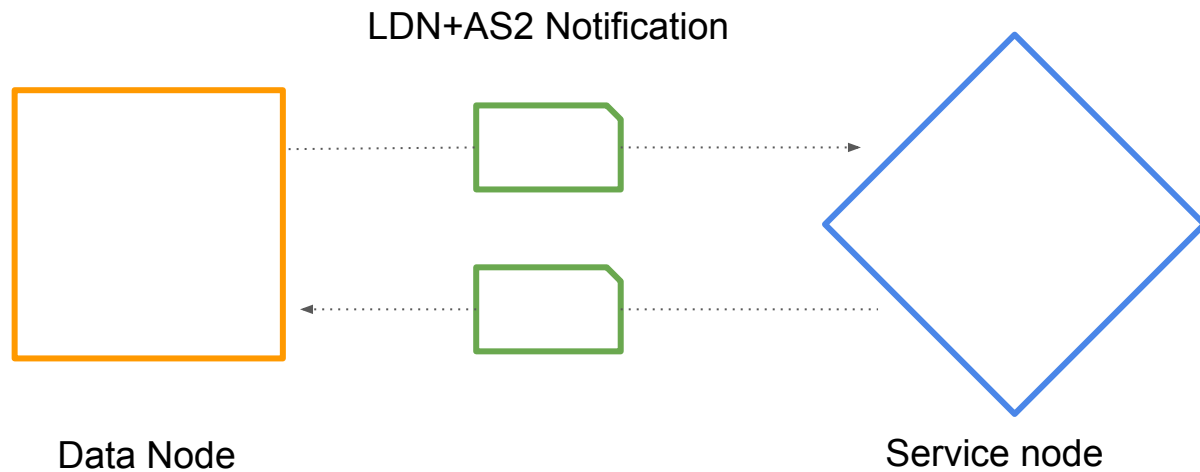 LDN+AS2 Notification
Data Node
Service node